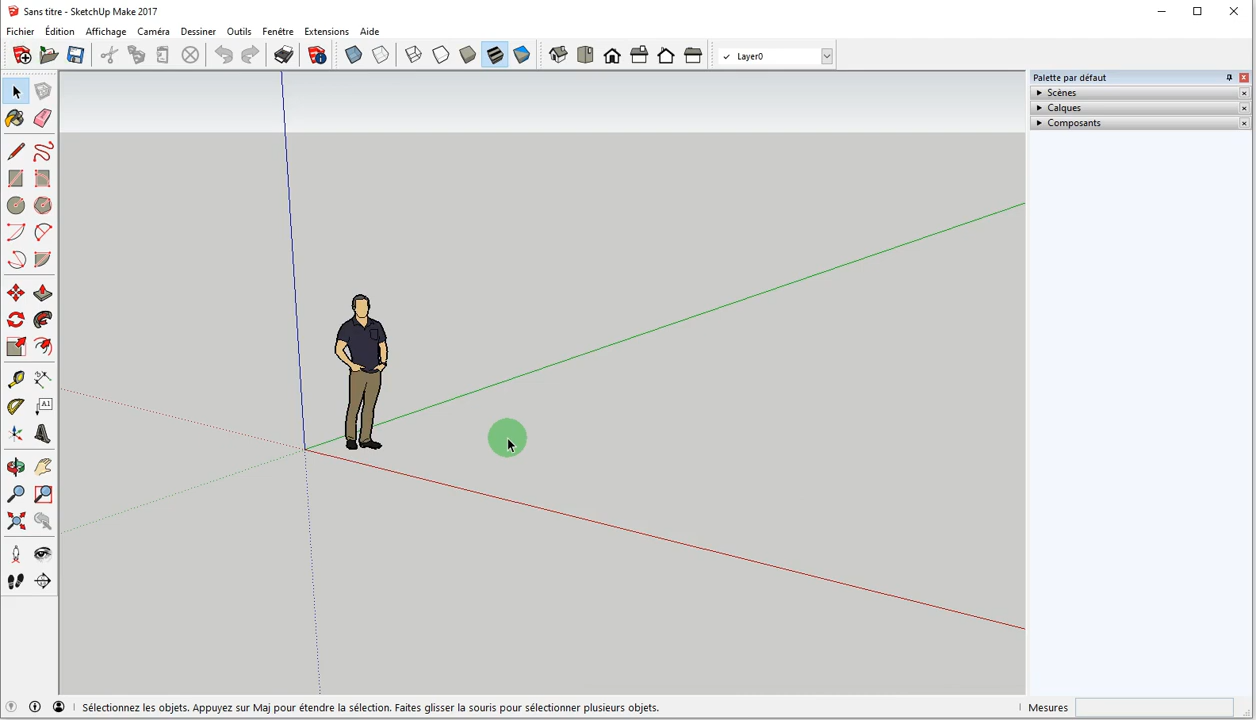 Sans titre - SketchUp Make 2017
Fichier Édition Affichage Caméra Dessiner Outils Fenêtre Extensions Aide
Layer0
Palette par défaut
Scènes
Calques
Composants
A1
Sélectionnez les objets. Appuyez sur Maj pour étendre la sélection. Faites glisser la souris pour sélectionner plusieurs objets.
Mesures